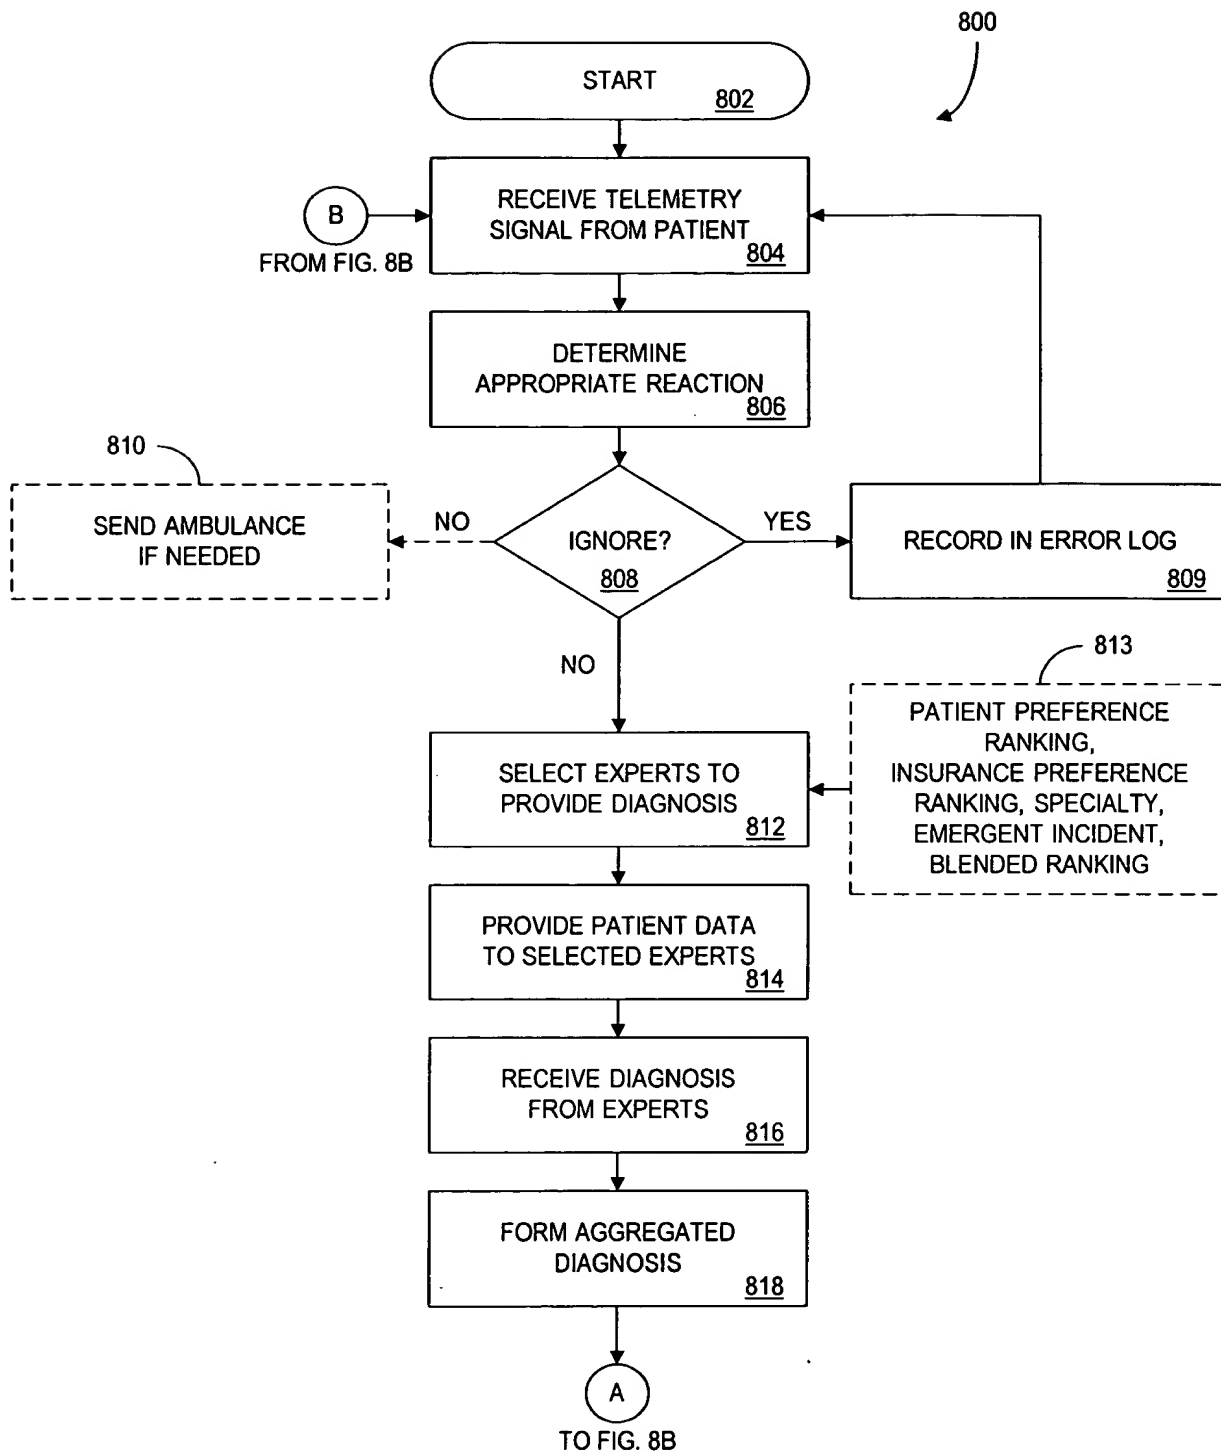 800
START
802
B
FROM FIG. 8B
RECEIVE TELEMETRY
SIGNAL FROM PATIENT
804
DETERMINE
APPROPRIATE REACTION
806
810
SEND AMBULANCE
IF NEEDED
NO
IGNORE?
808
YES
RECORD IN ERROR LOG
809
NO
813
PATIENT PREFERENCE
RANKING,
INSURANCE PREFERENCE
RANKING, SPECIALTY,
EMERGENT INCIDENT,
BLENDED RANKING
SELECT EXPERTS TO
PROVIDE DIAGNOSIS
812
PROVIDE PATIENT DATA
TO SELECTED EXPERTS
814
RECEIVE DIAGNOSIS
FROM EXPERTS
816
FORM AGGREGATED
DIAGNOSIS
818
A
TO FIG. 8B